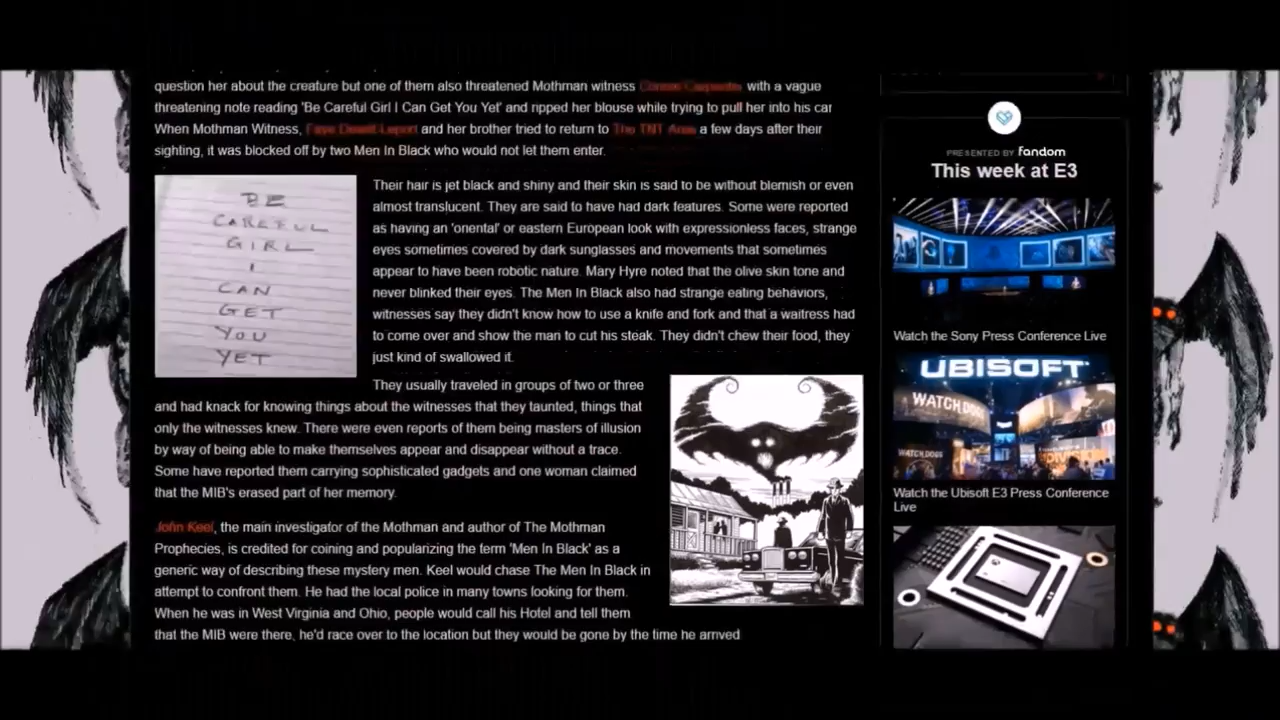 question her about the creature but one of them also threatened Mothman witness Connie Carpenter with a vague
threatening note reading 'Be Careful Girl I Can Get You Yet' and ripped her blouse while trying to pull her into his car
When Mothman Witness, Faye Dewitt Leport and her brother tried to return to The TNT Area a few days after their
sighting, it was blocked off by two Men In Black who would not let them enter.
BE
CAREFUL
GIRL
I
CAN
GET
YOU
YET
Their hair is jet black and shiny and their skin is said to be without blemish or even
almost translucent. They are said to have had dark features. Some were reported
as having an 'oriental' or eastern European look with expressionless faces, strange
eyes sometimes covered by dark sunglasses and movements that sometimes
appear to have been robotic nature. Mary Hyre noted that the olive skin tone and
never blinked their eyes. The Men In Black also had strange eating behaviors,
witnesses say they didn't know how to use a knife and fork and that a waitress had
to come over and show the man to cut his steak. They didn't chew their food, they
just kind of swallowed it.
They usually traveled in groups of two or three
and had knack for knowing things about the witnesses that they taunted, things that
only the witnesses knew. There were even reports of them being masters of illusion
by way of being able to make themselves appear and disappear without a trace.
Some have reported them carrying sophisticated gadgets and one woman claimed
that the MIB's erased part of her memory.
John Keel, the main investigator of the Mothman and author of The Mothman
Prophecies, is credited for coining and popularizing the term 'Men In Black' as a
generic way of describing these mystery men. Keel would chase The Men In Black in
attempt to confront them. He had the local police in many towns looking for them.
When he was in West Virginia and Ohio, people would call his Hotel and tell them
that the MIB were there, he'd race over to the location but they would be gone by the time he arrived
PRESENTED BY fandom
This week at E3
Watch the Sony Press Conference Live
UBISOFT
WATCH DOGS
WATCH DOGS
Watch the Ubisoft E3 Press Conference
Live